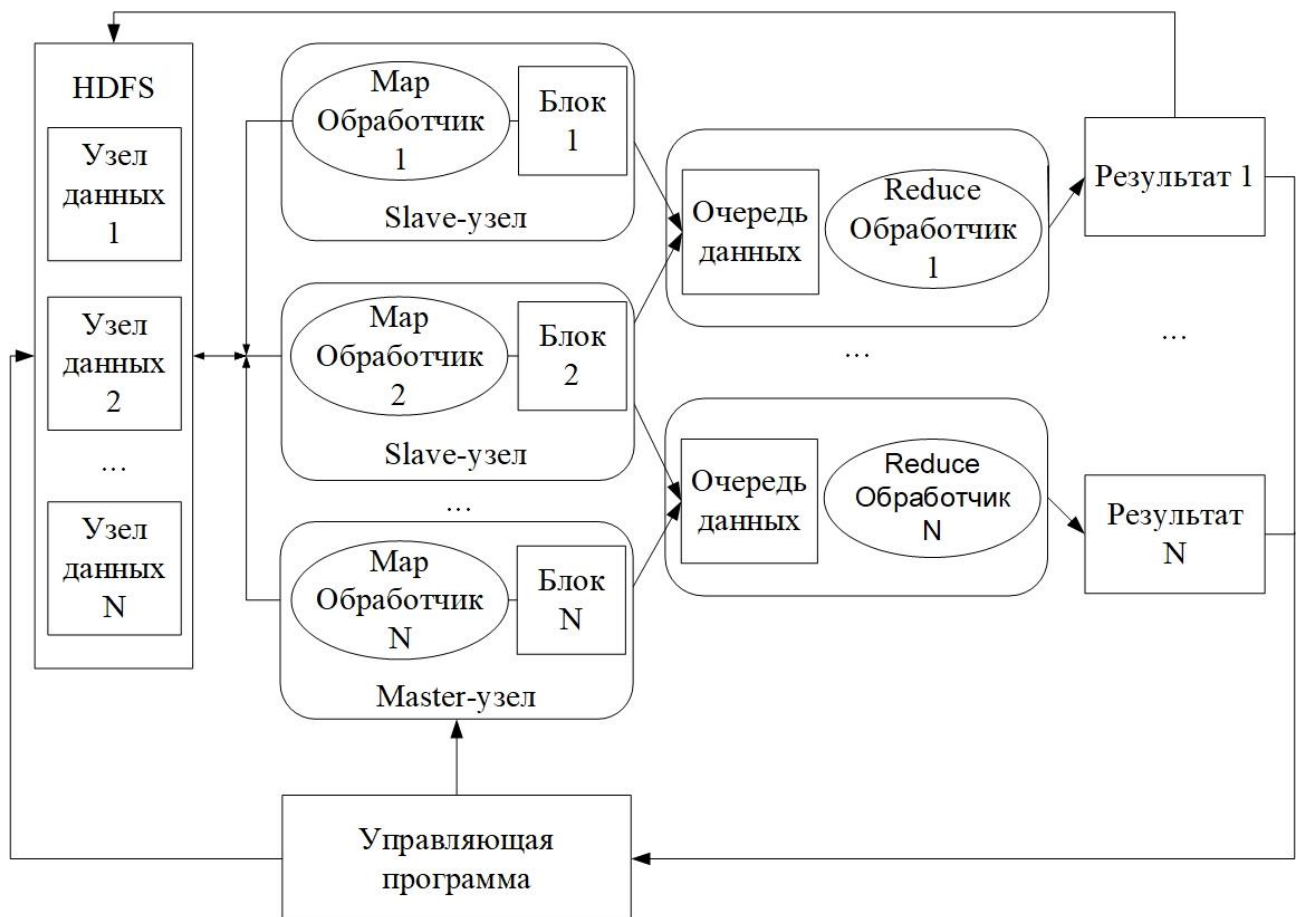 HDFS
Узел
данных
1
Узел
данных
2
...
Узел
данных
N
Map
Обработчик
1
Блок
1
Slave-узел
Map
Обработчик
2
Блок
2
Slave-узел
...
Map
Обработчик
N
Блок
N
Master-узел
Очередь
данных
Reduce
Обработчик
1
...
Очередь
данных
Reduce
Обработчик
N
Результат 1
...
Результат
N
Управляющая
программа